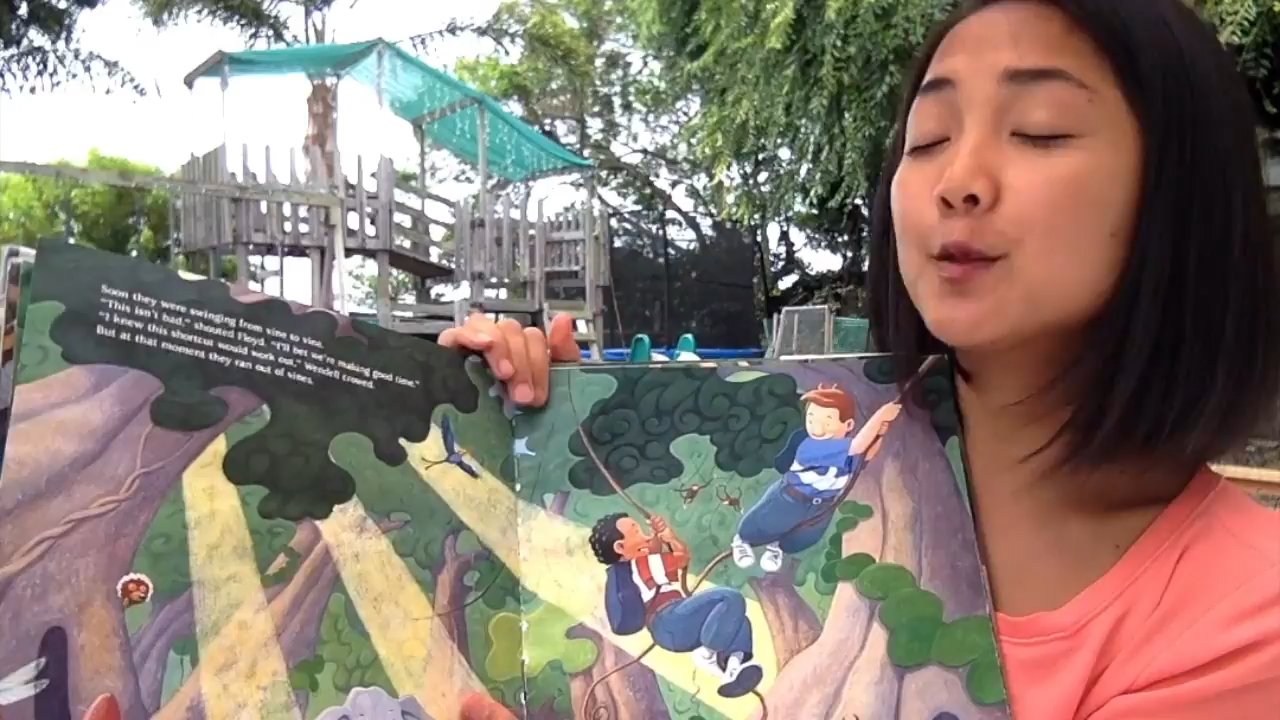 Soon they were swinging from vine to vine.
"This isn't bad," shouted Floyd. "I'll bet we're making good time."
"I knew this shortcut would work out," Wendell crowed.
But at that moment they ran out of vines.